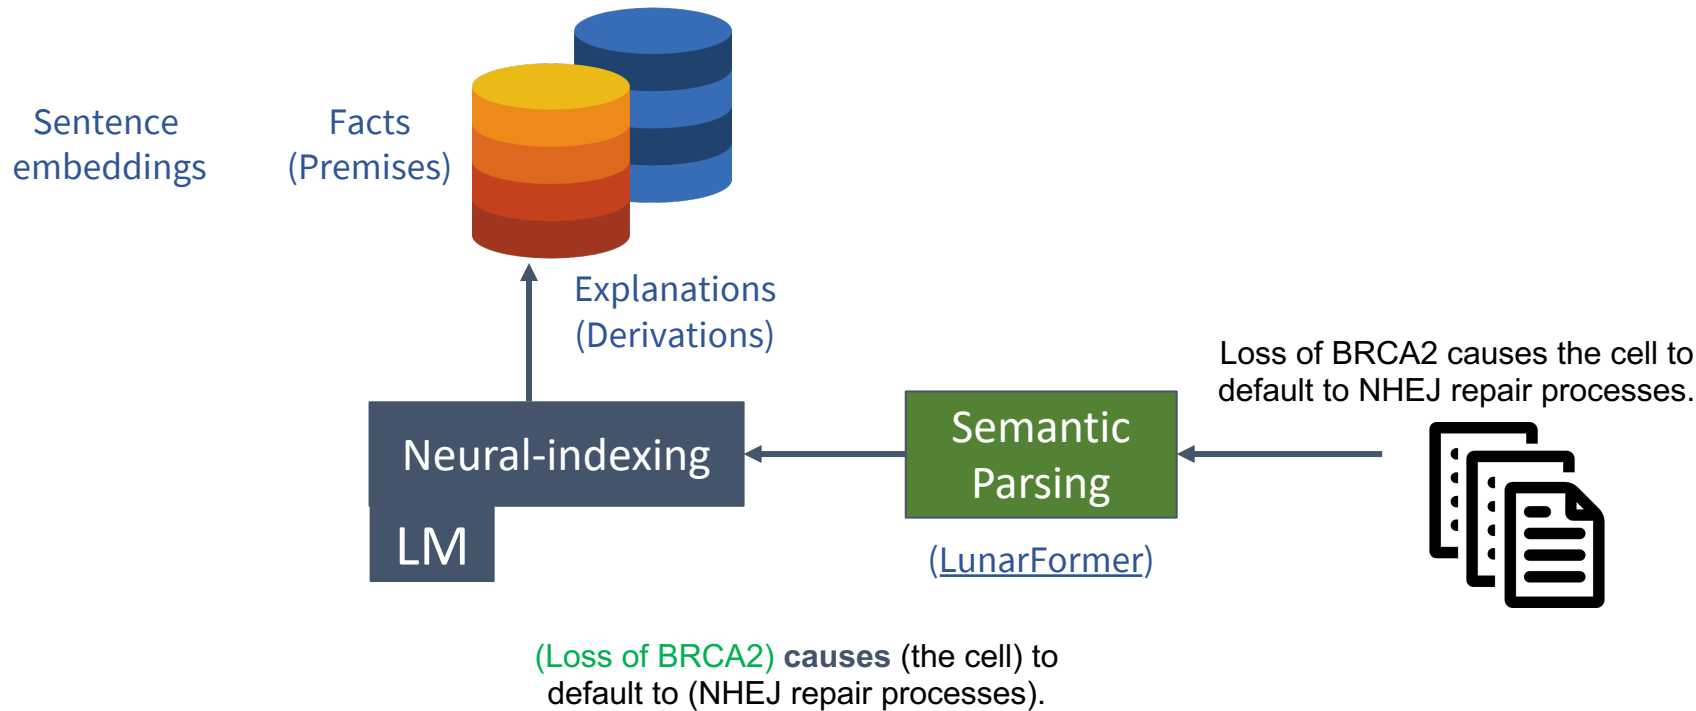 Sentence
embeddings
Facts
(Premises)
Explanations
(Derivations)
Loss of BRCA2 causes the cell to
default to NHEJ repair processes.
Neural-indexing
LM
Semantic
Parsing
(LunarFormer)
(Loss of BRCA2) causes (the cell) to
default to (NHEJ repair processes).